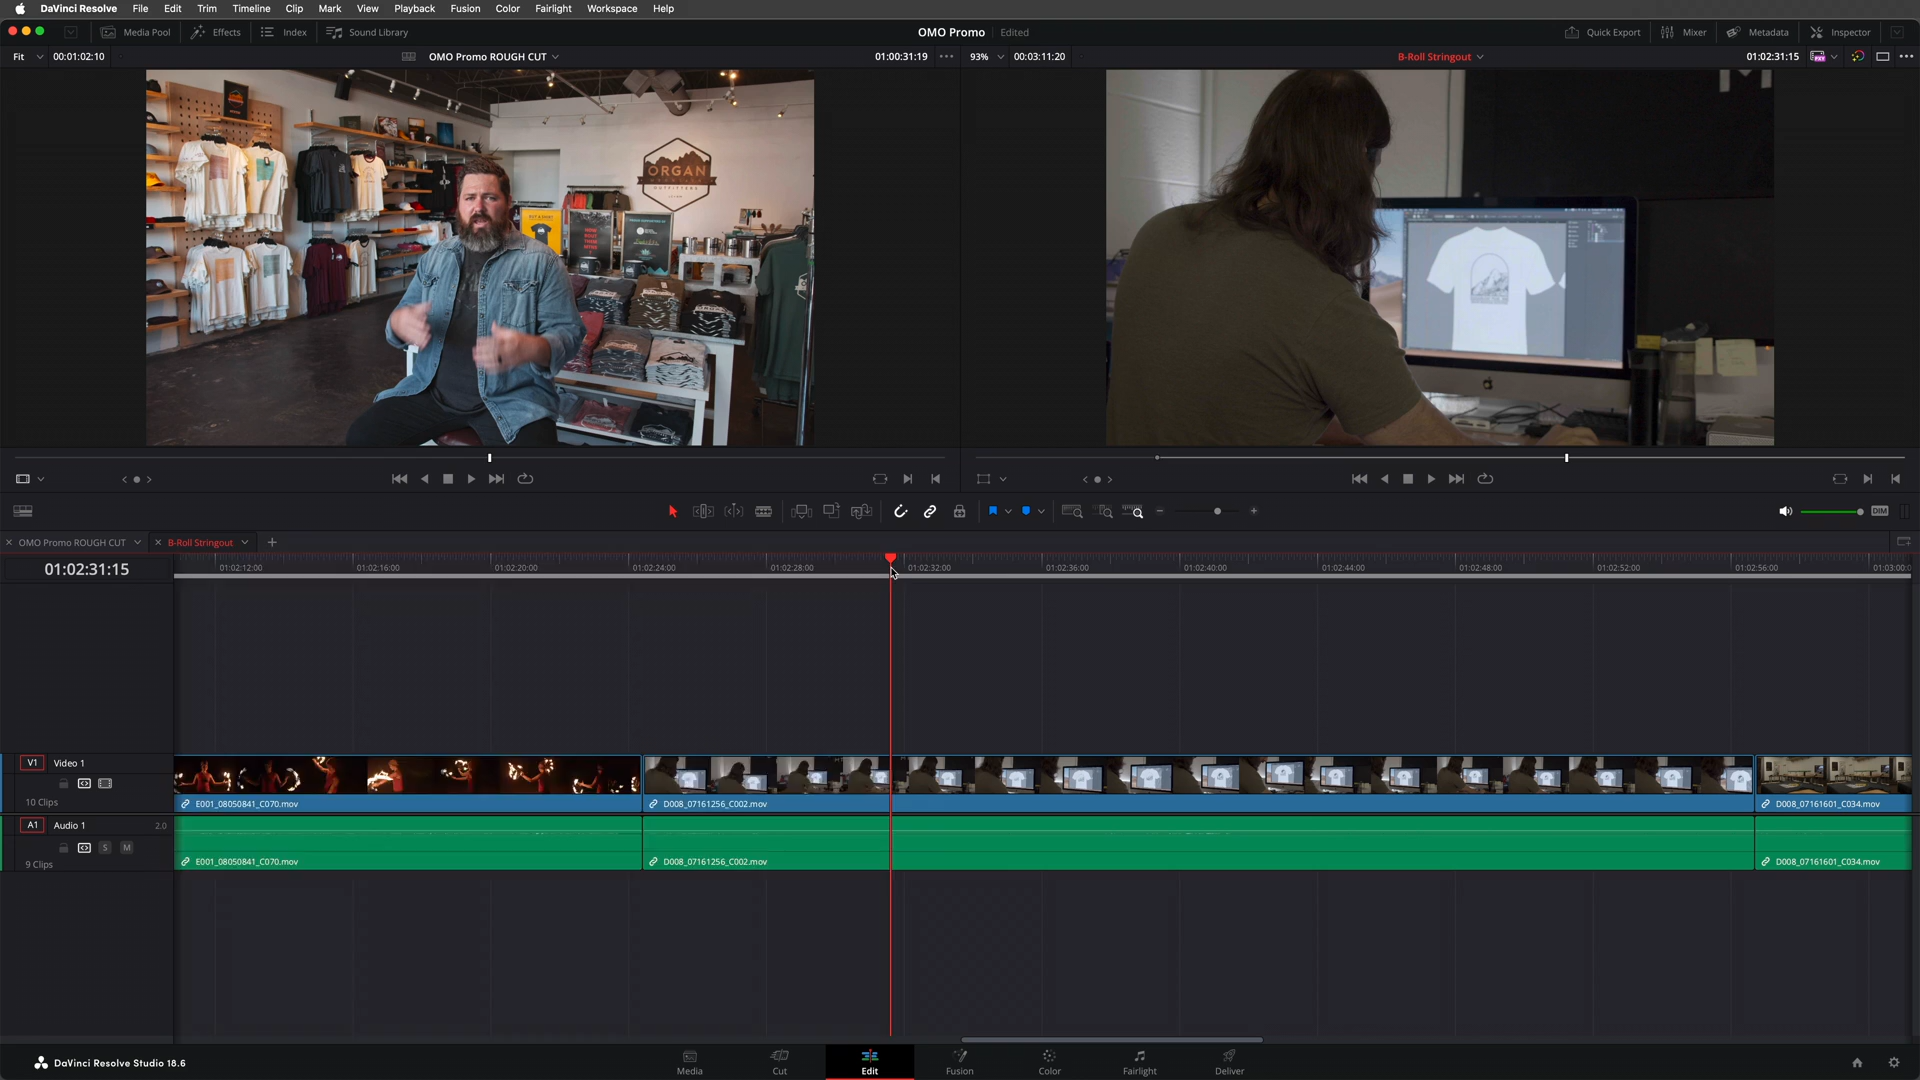 DaVinci Resolve File Edit Trim Timeline Clip Mark View Playback Fusion Color Fairlight Workspace Help
Media Pool Effects Index Sound Library OMO Promo Edited Quick Export Mixer Metadata Inspector
Fit 00:01:02:10 OMO Promo ROUGH CUT 01:00:31:19 93% 00:03:11:20 B-Roll Stringout 01:02:31:15
ORGAN
OUTFITTERS
DIM
OMO Promo ROUGH CUT B-Roll Stringout
01:02:31:15
01:02:12:00 01:02:16:00 01:02:20:00 01:02:24:00 01:02:28:00 01:02:32:00 01:02:36:00 01:02:40:00 01:02:44:00 01:02:48:00 01:02:52:00 01:02:56:00 01:03:00:0
V1 Video 1
10 Clips
E001_08050841_C070.mov D008_07161256_C002.mov D008_07161601_C034.mov
A1 Audio 1 2.0
S M
9 Clips
E001_08050841_C070.mov D008_07161256_C002.mov D008_07161601_C034.mov
DaVinci Resolve Studio 18.6
Media Cut Edit Fusion Color Fairlight Deliver